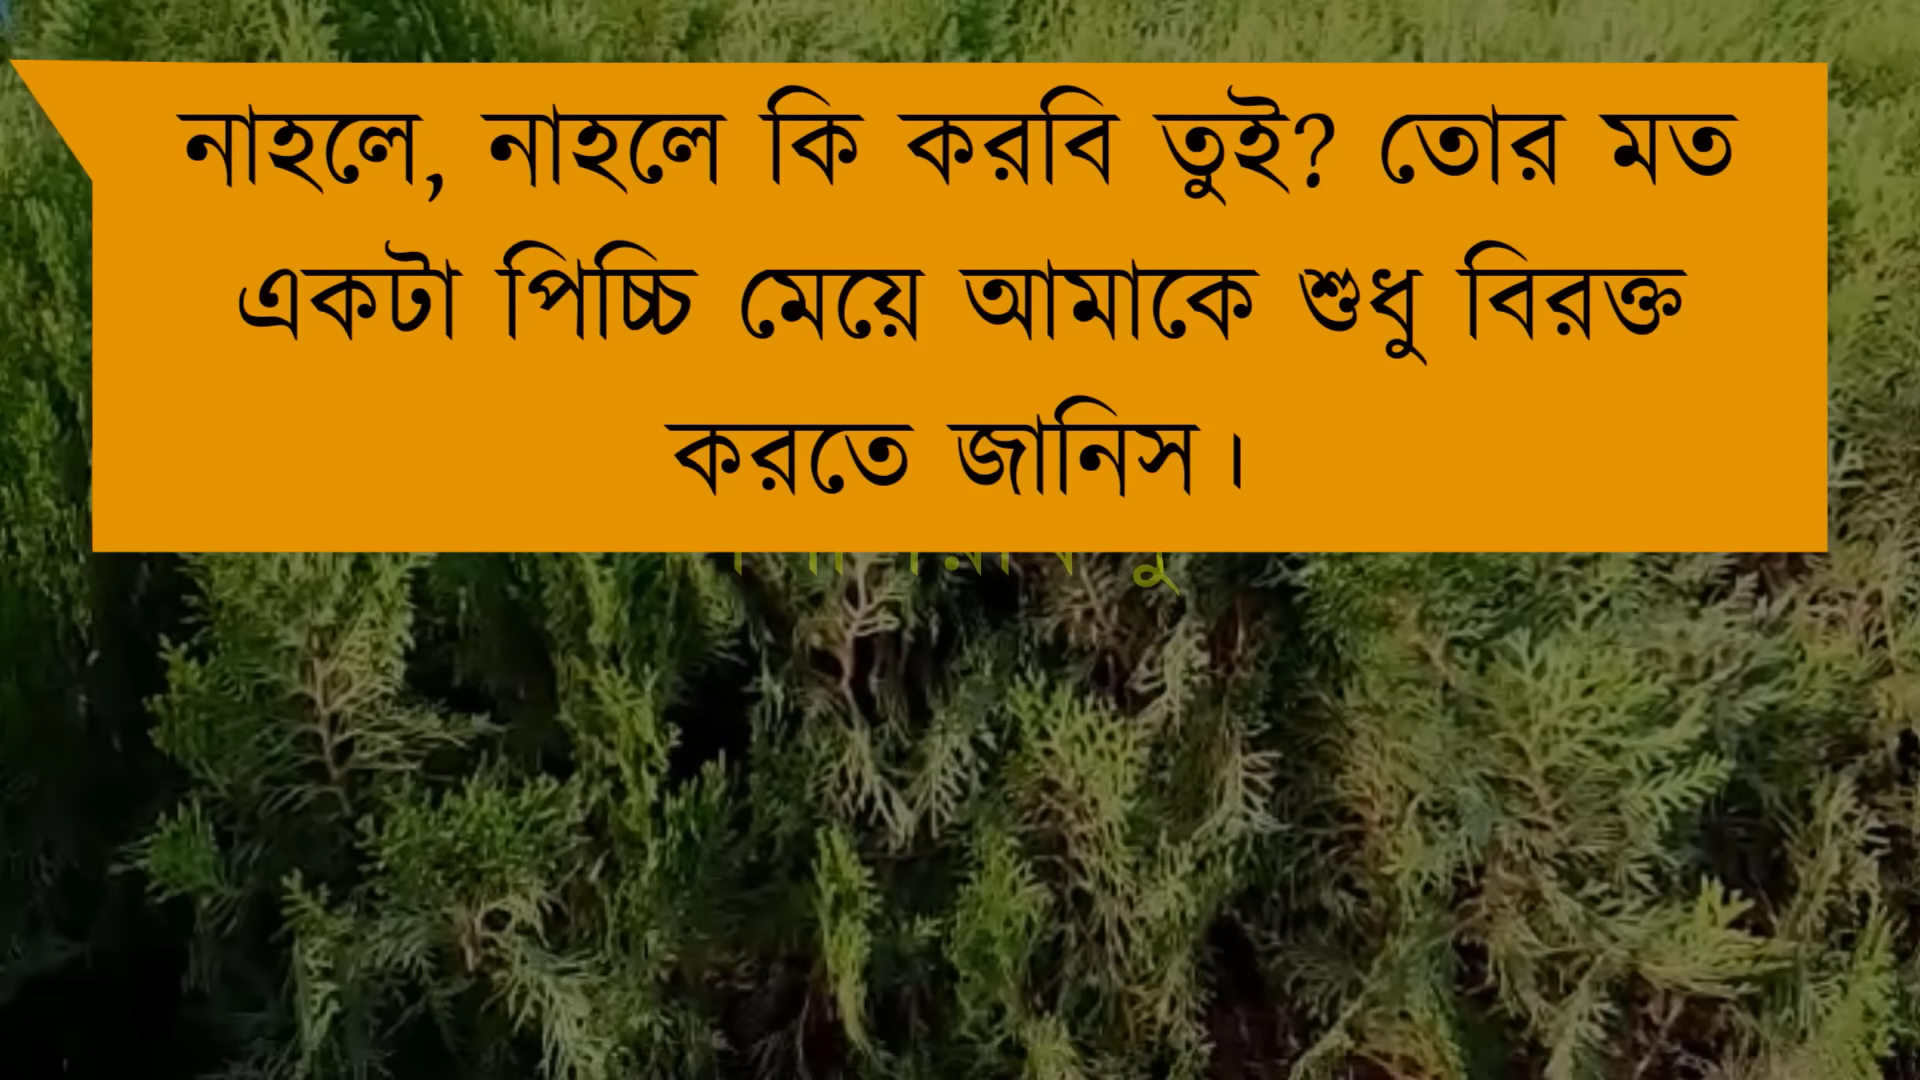 নাহলে, নাহলে কি করবি তুই? তোর মত
একটা পিচ্চি মেয়ে আমাকে শুধু বিরক্ত
করতে জানিস।